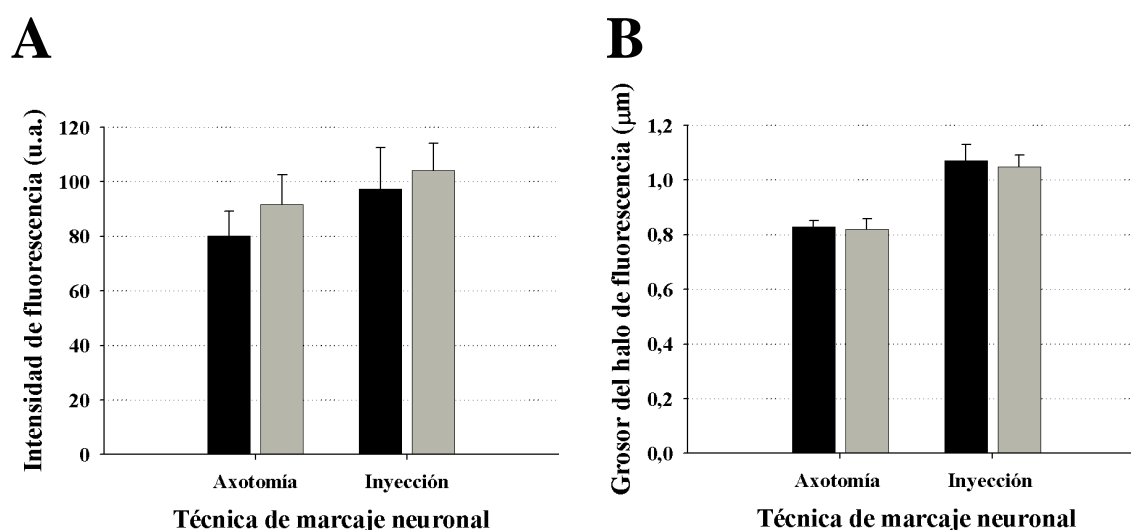 A
Intensidad de fluorescencia (u.a.)
120
100
80
60
40
20
0
Axotomía Inyección
Técnica de marcaje neuronal
B
Grosor del halo de fluorescencia (µm)
1,2
1,0
0,8
0,6
0,4
0,2
0,0
Axotomía Inyección
Técnica de marcaje neuronal